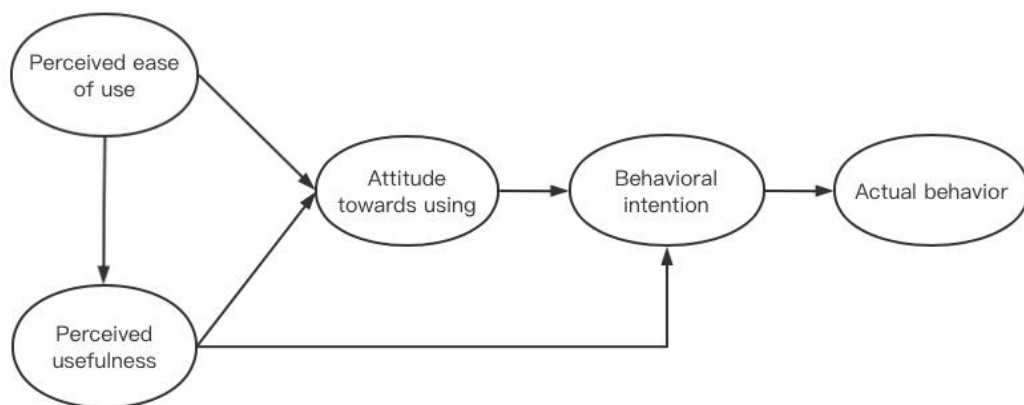 Perceived ease
of use
Attitude
towards using
Behavioral
intention
Actual behavior
Perceived
usefulness